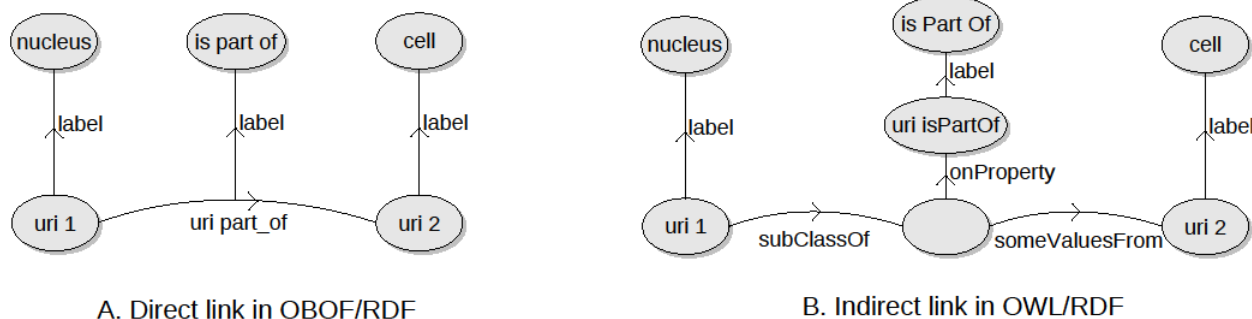 nucleus
is part of
cell
label
label
label
uri 1
uri part_of
uri 2
A. Direct link in OBOF/RDF
is Part Of
nucleus
cell
label
uri isPartOf
label
label
onProperty
uri 1
subClassOf
someValuesFrom
uri 2
B. Indirect link in OWL/RDF